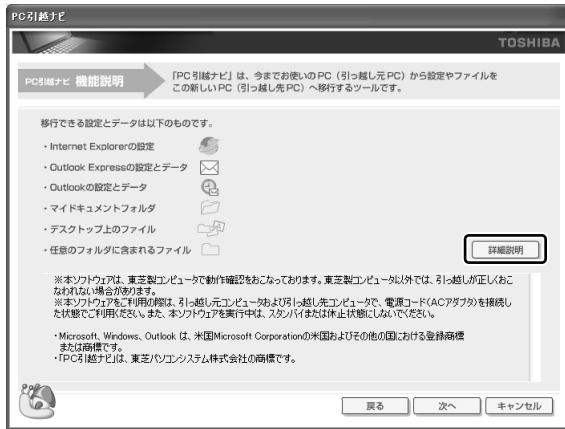 PC引越ナビ
TOSHIBA
PC引越ナビ 機能説明
「PC引越ナビ」は、今までお使いのPC（引っ越し元PC）から設定やファイルを
この新しいPC（引っ越し先PC）へ移行するツールです。
移行できる設定とデータは以下のものです。
・Internet Explorerの設定
・Outlook Expressの設定とデータ
・Outlookの設定とデータ
・マイドキュメントフォルダ
・デスクトップ上のファイル
・任意のフォルダに含まれるファイル
詳細説明
※本ソフトウェアは、東芝製コンピュータで動作確認をおこなっております。東芝製コンピュータ以外では、引っ越しが正しくおこ
なわれない場合があります。
※本ソフトウェアをご利用の際は、引っ越し元コンピュータおよび引っ越し先コンピュータで、電源コード(ACアダプタ)を接続し
た状態でご利用ください。また、本ソフトウェアを実行中は、スタンバイまたは休止状態にしないでください。
・Microsoft、Windows、Outlook は、米国Microsoft Corporationの米国およびその他の国における登録商標
または商標です。
・「PC引越ナビ」は、東芝パソコンシステム株式会社の商標です。
戻る
次へ
キャンセル